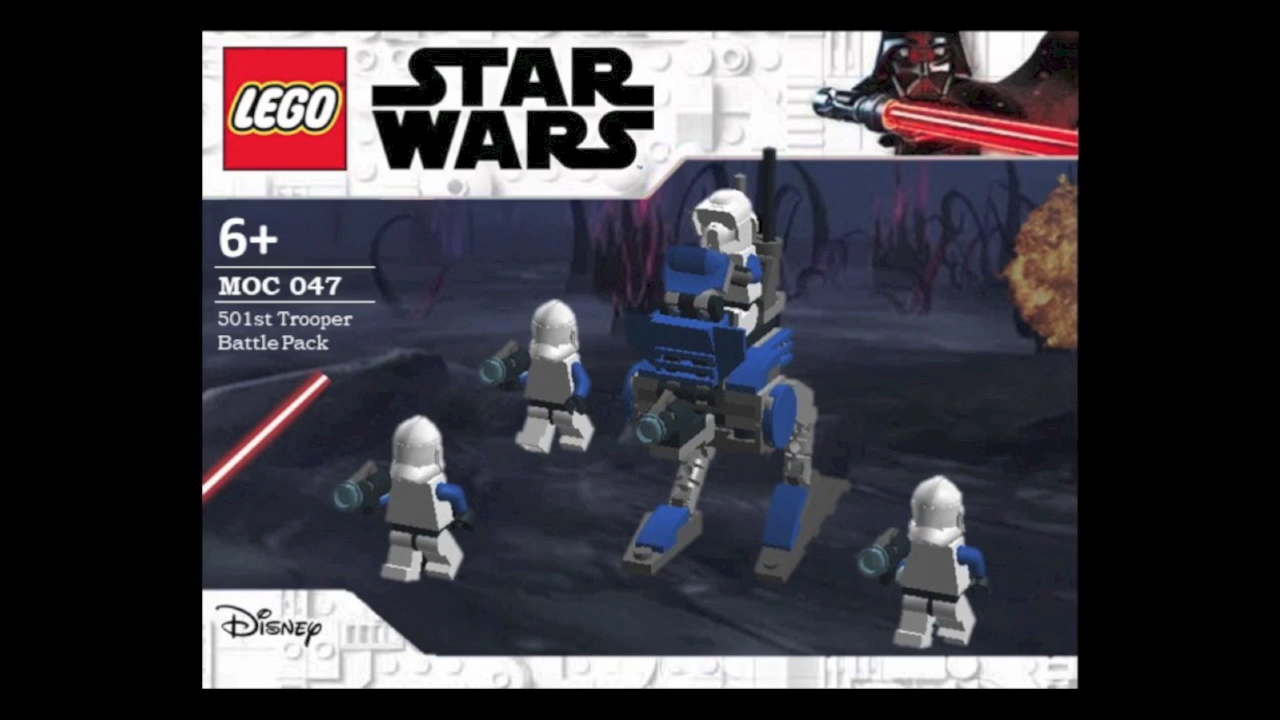 LEGO
STAR
WARS
6+
MOC 047
501st Trooper
Battle Pack
Disney